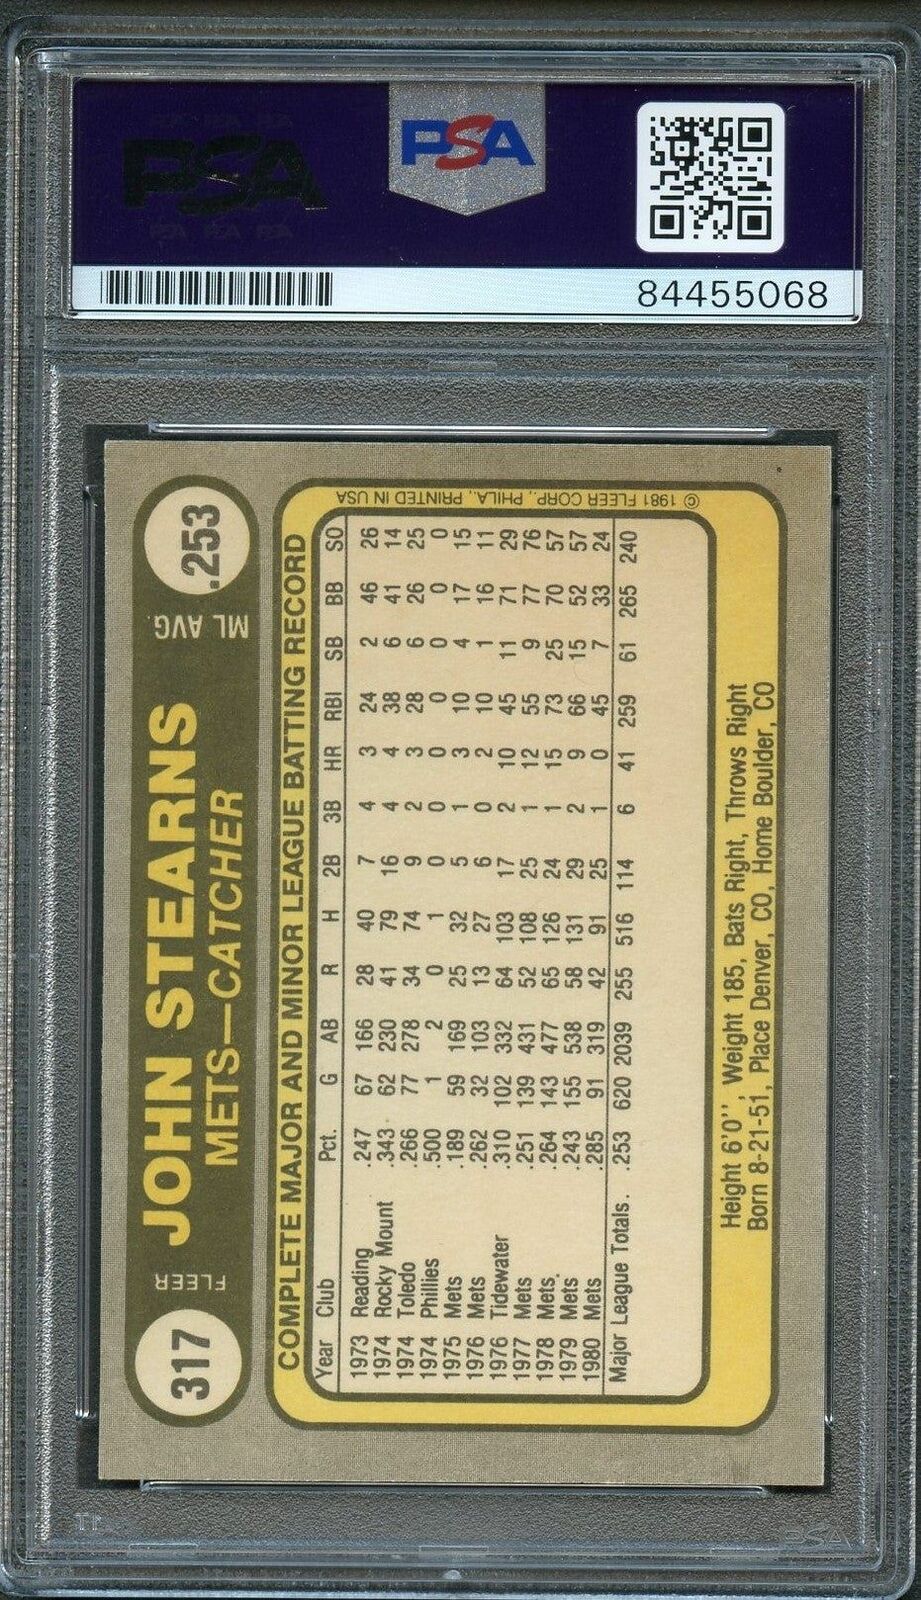 PSA
PSA
84455068
317
FLEER
JOHN STEARNS
METS—CATCHER
ML AVG.
.253
COMPLETE MAJOR AND MINOR LEAGUE BATTING RECORD
Year Club Pct. G AB R H 2B 3B HR RBI SB BB SO
1973 Reading .247 67 166 28 40 7 4 3 24 2 46 26
1974 Rocky Mount .343 62 230 41 79 16 4 4 38 6 41 14
1974 Toledo .266 77 278 34 74 9 2 3 28 6 26 25
1974 Phillies .500 1 2 0 1 0 0 0 0 0 0 0
1975 Mets .189 59 169 25 32 5 1 3 10 4 17 15
1976 Mets .262 32 103 13 27 6 0 2 10 1 16 11
1976 Tidewater .310 102 332 64 103 17 2 10 45 11 71 29
1977 Mets .251 139 431 52 108 25 1 12 55 9 77 76
1978 Mets .264 143 477 65 126 24 1 15 73 25 70 57
1979 Mets .243 155 538 58 131 29 2 9 66 15 52 57
1980 Mets .285 91 319 42 91 25 1 0 45 7 33 24
Major League Totals . .253 620 2039 255 516 114 6 41 259 61 265 240
© 1981 FLEER CORP., PHILA., PRINTED IN USA
Height 6'0'', Weight 185, Bats Right, Throws Right
Born 8-21-51, Place Denver, CO, Home Boulder, CO
PSA